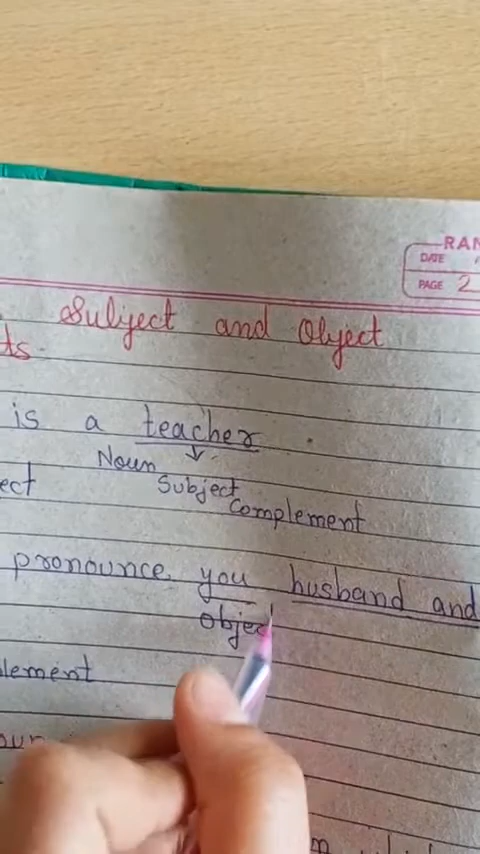 RAN
DATE
PAGE 2
Subject and Object
ts
is a teacher
Noun ↓
ect Subject
Complement
pronounce you husband and
objec
lement